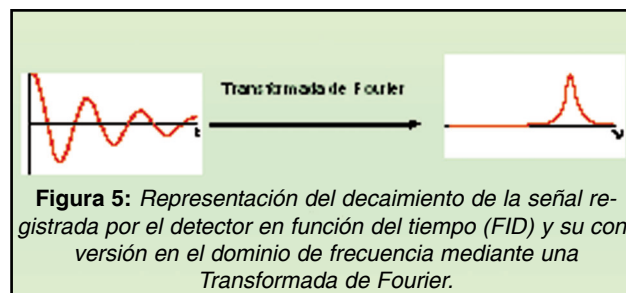 Transformada de Fourier
t
ν
Figura 5: Representación del decaimiento de la señal re-
gistrada por el detector en función del tiempo (FID) y su con
versión en el dominio de frecuencia mediante una
Transformada de Fourier.